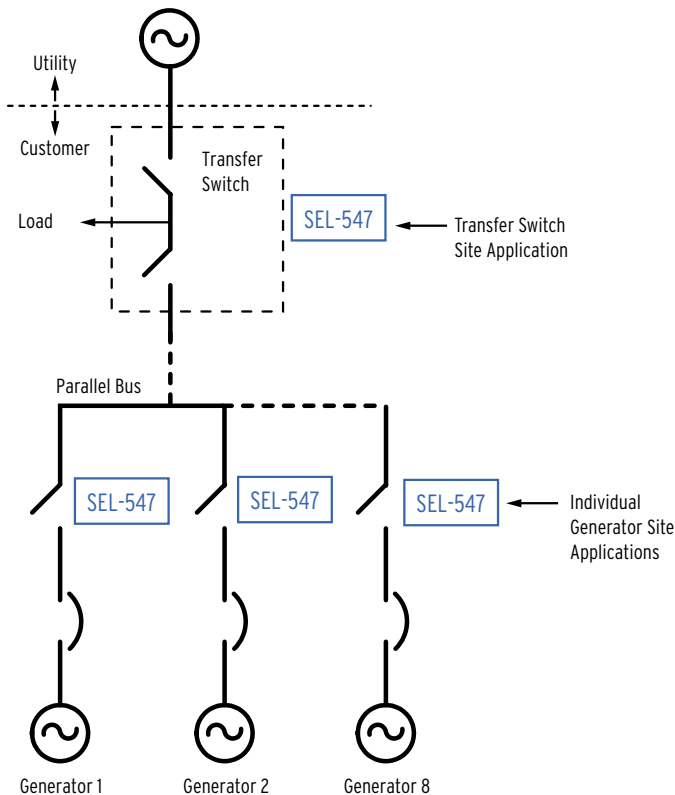 Utility
Customer
Transfer
Switch
Load
SEL-547
Transfer Switch
Site Application
Parallel Bus
SEL-547
SEL-547
SEL-547
Individual
Generator Site
Applications
Generator 1
Generator 2
Generator 8